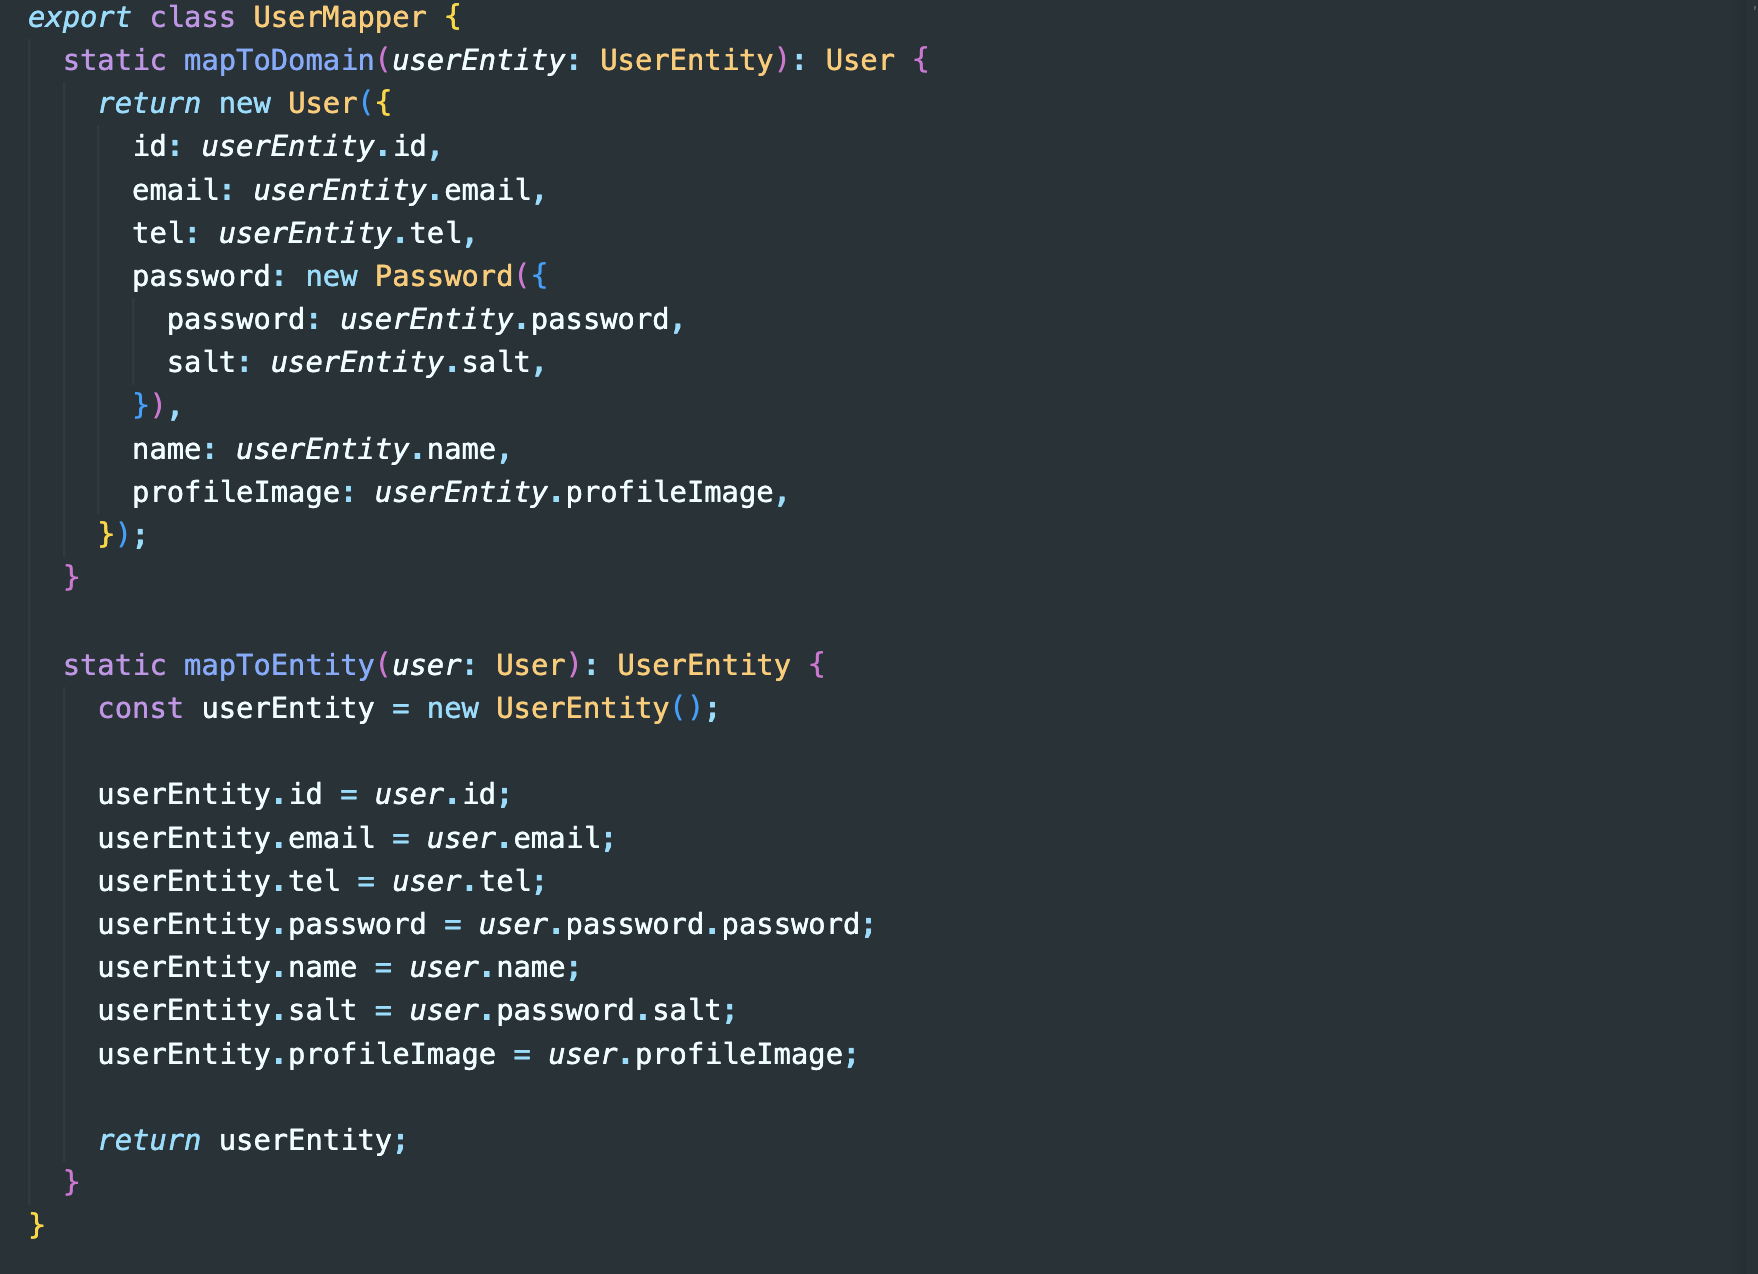 export class UserMapper {
  static mapToDomain(userEntity: UserEntity): User {
    return new User({
      id: userEntity.id,
      email: userEntity.email,
      tel: userEntity.tel,
      password: new Password({
        password: userEntity.password,
        salt: userEntity.salt,
      }),
      name: userEntity.name,
      profileImage: userEntity.profileImage,
    });
  }

  static mapToEntity(user: User): UserEntity {
    const userEntity = new UserEntity();

    userEntity.id = user.id;
    userEntity.email = user.email;
    userEntity.tel = user.tel;
    userEntity.password = user.password.password;
    userEntity.name = user.name;
    userEntity.salt = user.password.salt;
    userEntity.profileImage = user.profileImage;

    return userEntity;
  }
}